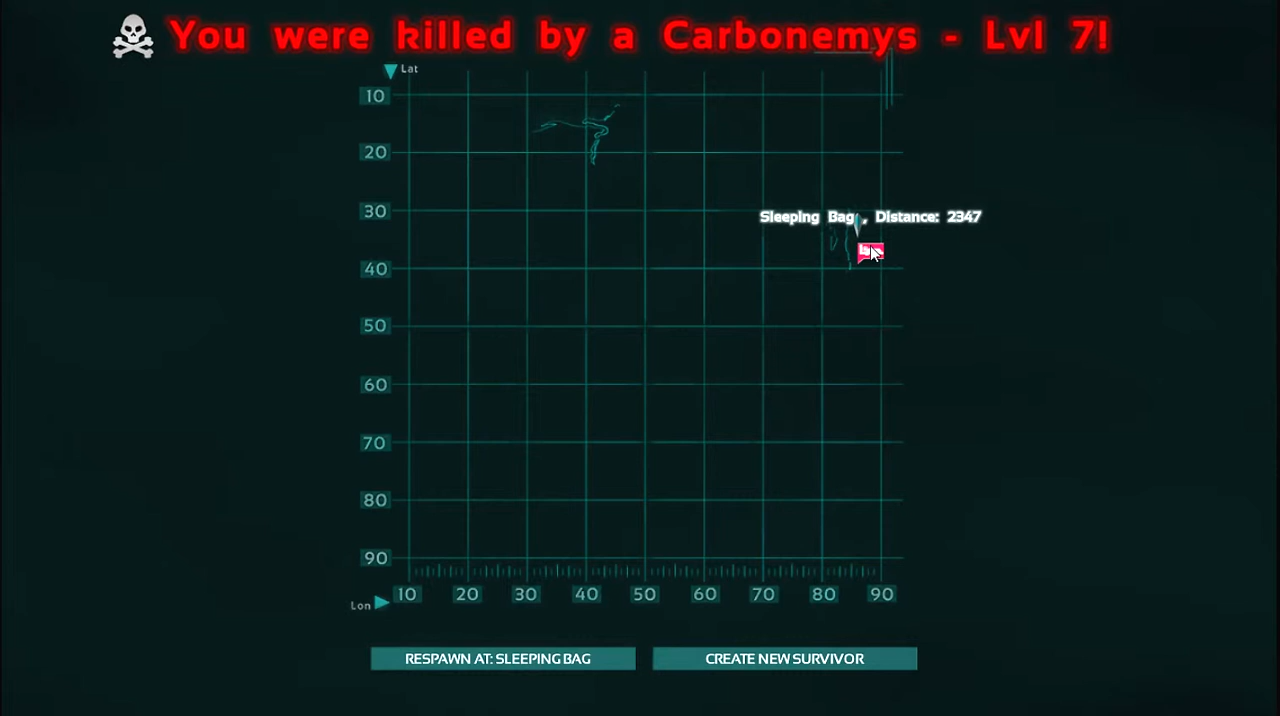 You were killed by a Carbonemys - Lvl 7!
Lat
10
20
30
Sleeping Bag , Distance: 2347
40
50
60
70
80
90
Lon
10 20 30 40 50 60 70 80 90
RESPAWN AT: SLEEPING BAG
CREATE NEW SURVIVOR